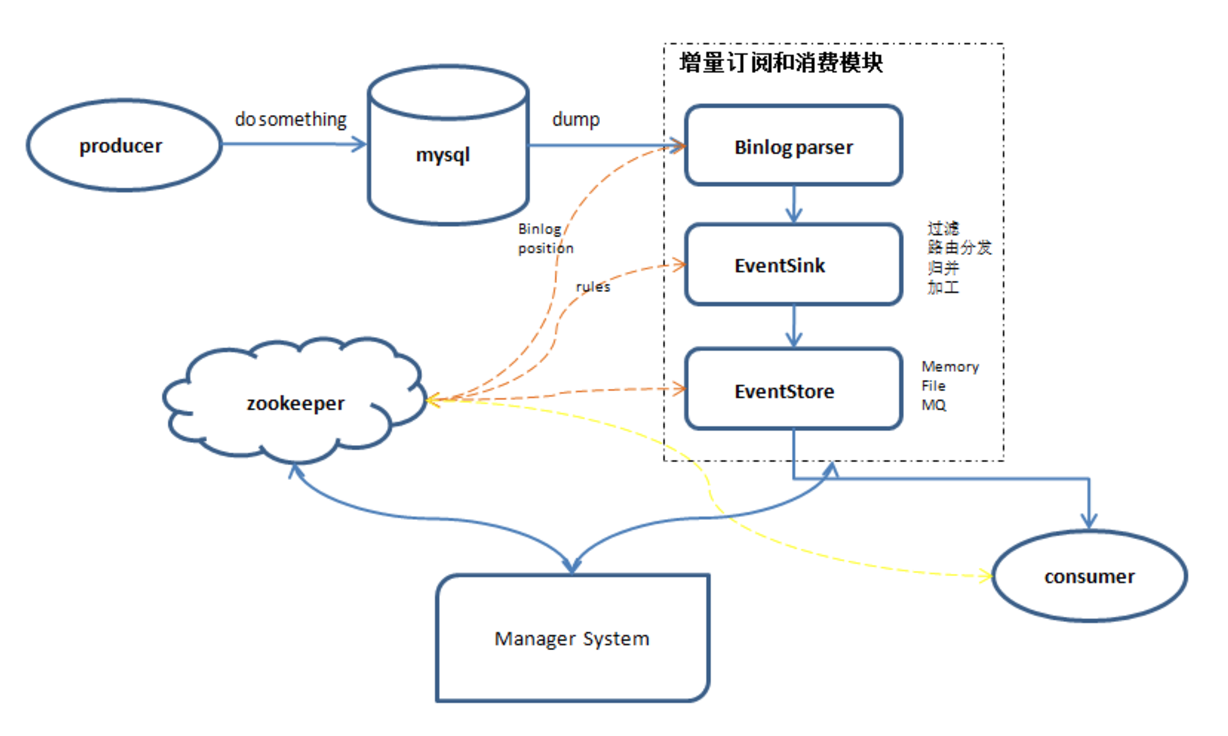 增量订阅和消费模块
producer
do something
mysql
dump
Binlog parser
Binlog
position
EventSink
过滤
路由分发
归并
加工
rules
zookeeper
EventStore
Memory
File
MQ
consumer
Manager System